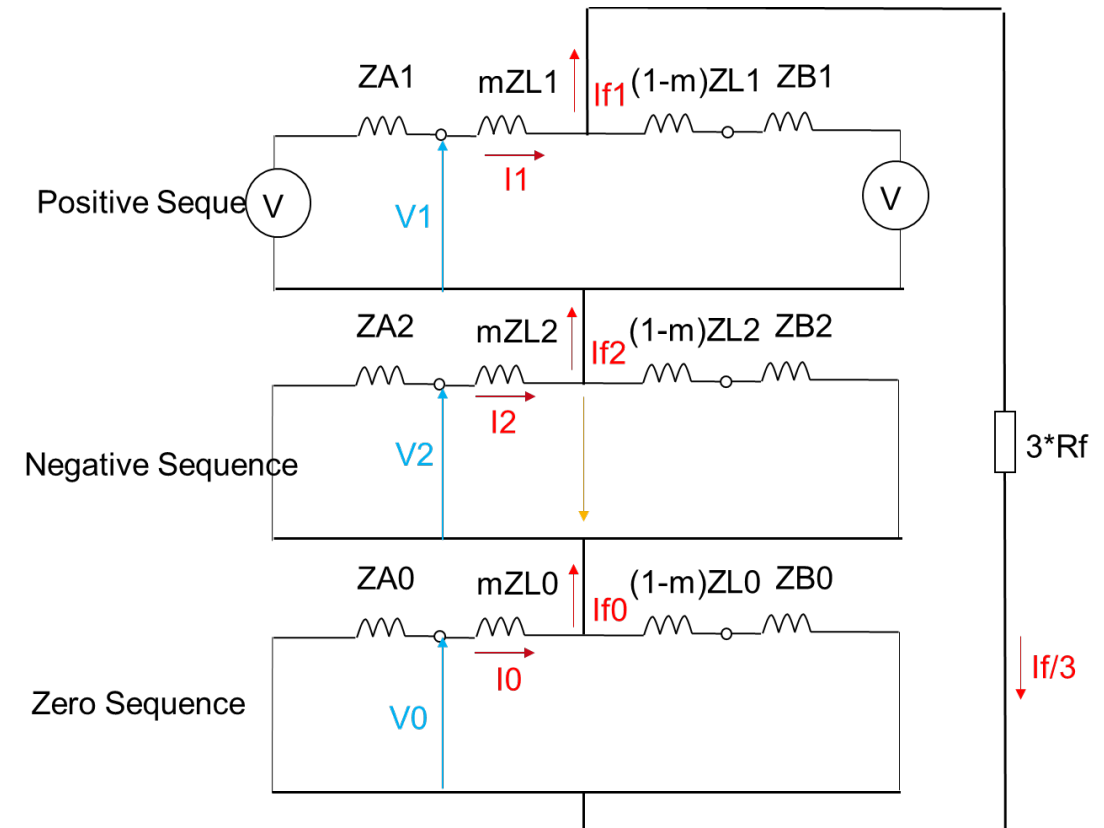 ZA1
mZL1
If1
(1-m)ZL1
ZB1
I1
Positive Seque
V
V1
V
ZA2
mZL2
If2
(1-m)ZL2
ZB2
I2
V2
Negative Sequence
3*Rf
ZA0
mZL0
If0
(1-m)ZL0
ZB0
I0
If/3
Zero Sequence
V0